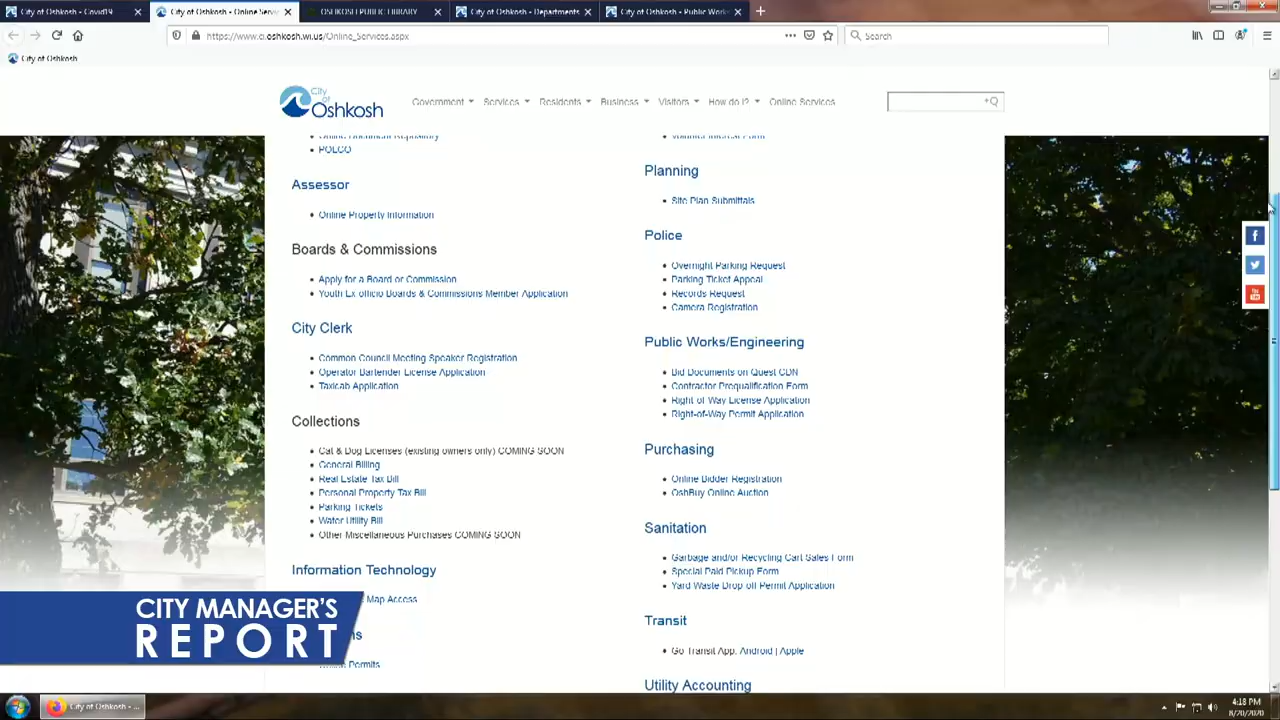 City of Oshkosh - Covid19
City of Oshkosh - Online Servi
OSHKOSH PUBLIC LIBRARY
City of Oshkosh - Departments
City of Oshkosh - Public Work
https://www.ci.oshkosh.wi.us/Online_Services.aspx
Search
City of Oshkosh
City of
Oshkosh
Government
Services
Residents
Business
Visitors
How do I?
Online Services
Online Document Repository
POLCO
Assessor
Online Property Information
Boards & Commissions
Apply for a Board or Commission
Youth Ex officio Boards & Commissions Member Application
City Clerk
Common Council Meeting Speaker Registration
Operator Bartender License Application
Taxicab Application
Collections
Cat & Dog Licenses (existing owners only) COMING SOON
General Billing
Real Estate Tax Bill
Personal Property Tax Bill
Parking Tickets
Water Utility Bill
Other Miscellaneous Purchases COMING SOON
Information Technology
Map Access
Permits
Volunteer Interest Form
Planning
Site Plan Submittals
Police
Overnight Parking Request
Parking Ticket Appeal
Records Request
Camera Registration
Public Works/Engineering
Bid Documents on Quest CDN
Contractor Prequalification Form
Right-of-Way License Application
Right-of-Way Permit Application
Purchasing
Online Bidder Registration
OshBuy Online Auction
Sanitation
Garbage and/or Recycling Cart Sales Form
Special Paid Pickup Form
Yard Waste Drop off Permit Application
Transit
Go Transit App: Android | Apple
Utility Accounting
CITY MANAGER'S
REPORT
City of Oshkosh - ...
4:18 PM
8/20/2020